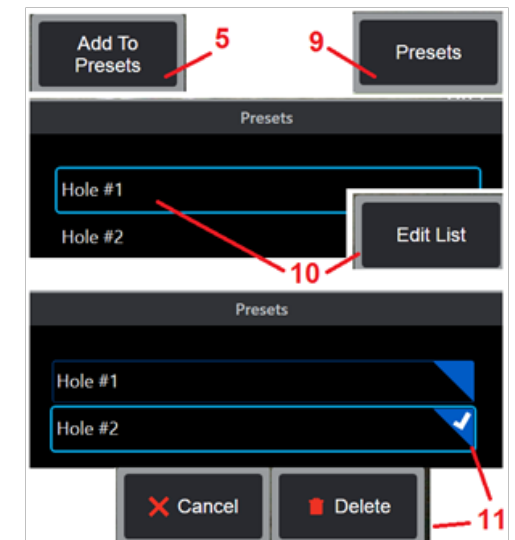 Add To
Presets
5
9
Presets
Presets
Hole #1
Hole #2
Edit List
10
Presets
Hole #1
Hole #2
Cancel
Delete
11